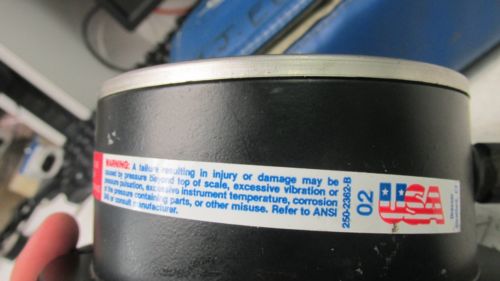 WARNING: A failure resulting in injury or damage may be
caused by pressure beyond top of scale, excessive vibration or
pressure pulsation, excessive instrument temperature, corrosion
of the pressure containing parts, or other misuse. Refer to ANSI
or consult manufacturer.
250-2362-B
02
USA